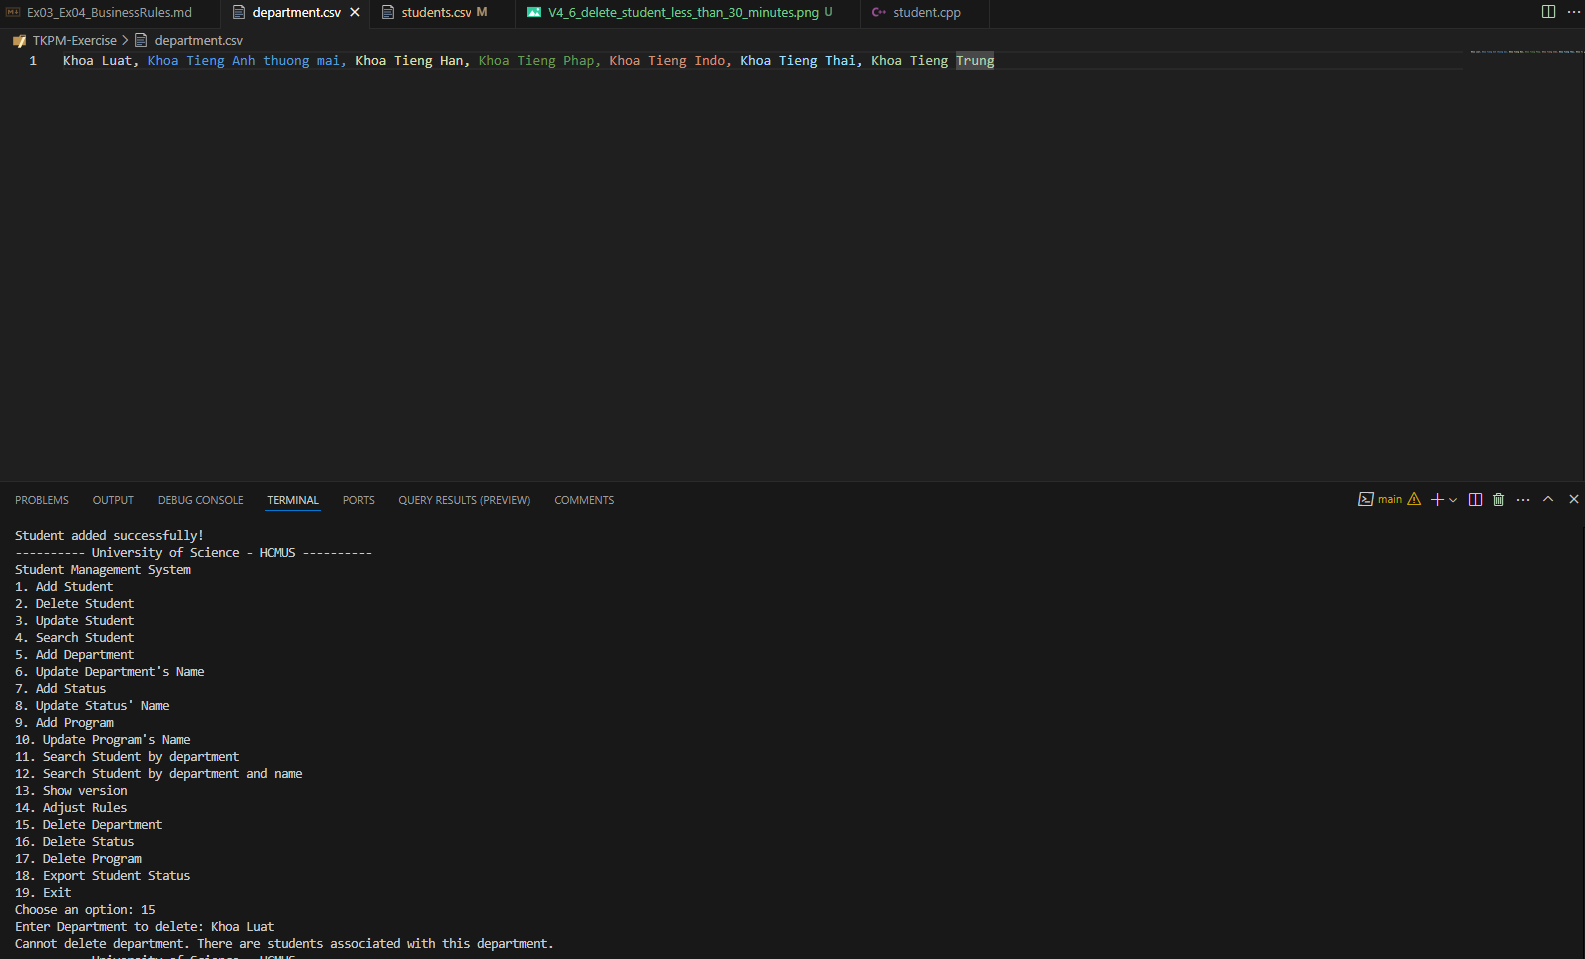 Ex03_Ex04_BusinessRules.md department.csv students.csv M V4_6_delete_student_less_than_30_minutes.png U student.cpp
TKPM-Exercise > department.csv
1 Khoa Luat, Khoa Tieng Anh thuong mai, Khoa Tieng Han, Khoa Tieng Phap, Khoa Tieng Indo, Khoa Tieng Thai, Khoa Tieng Trung
PROBLEMS OUTPUT DEBUG CONSOLE TERMINAL PORTS QUERY RESULTS (PREVIEW) COMMENTS main
Student added successfully!
---------- University of Science - HCMUS ----------
Student Management System
1. Add Student
2. Delete Student
3. Update Student
4. Search Student
5. Add Department
6. Update Department's Name
7. Add Status
8. Update Status' Name
9. Add Program
10. Update Program's Name
11. Search Student by department
12. Search Student by department and name
13. Show version
14. Adjust Rules
15. Delete Department
16. Delete Status
17. Delete Program
18. Export Student Status
19. Exit
Choose an option: 15
Enter Department to delete: Khoa Luat
Cannot delete department. There are students associated with this department.
---------- University of Science - HCMUS ----------